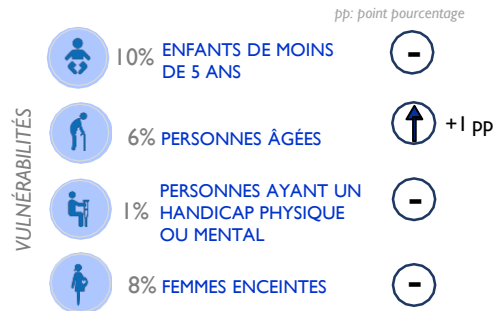 pp: point pourcentage
VULNÉRABILITÉS
10% ENFANTS DE MOINS
DE 5 ANS
-
6% PERSONNES ÂGÉES
+1 pp
1% PERSONNES AYANT UN
HANDICAP PHYSIQUE
OU MENTAL
-
8% FEMMES ENCEINTES
-